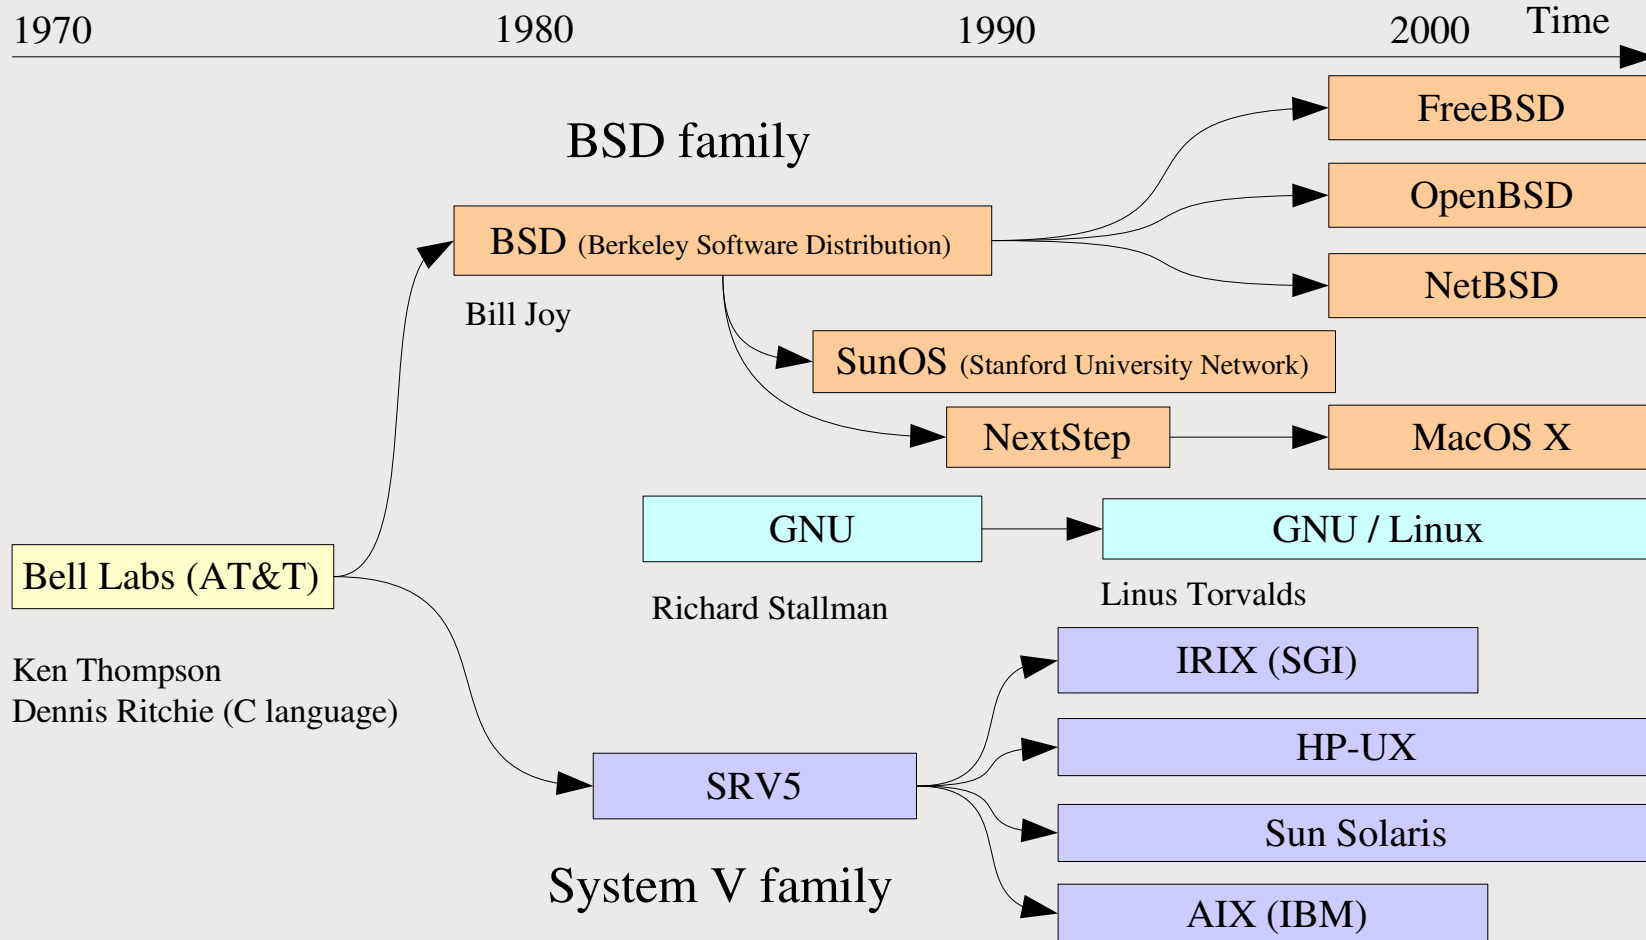 1970 1980 1990 2000 Time
FreeBSD
BSD family
OpenBSD
BSD (Berkeley Software Distribution)
NetBSD
Bill Joy
SunOS (Stanford University Network)
NextStep
MacOS X
GNU
GNU / Linux
Bell Labs (AT&T)
Richard Stallman
Linus Torvalds
Ken Thompson
Dennis Ritchie (C language)
IRIX (SGI)
HP-UX
SRV5
Sun Solaris
System V family
AIX (IBM)